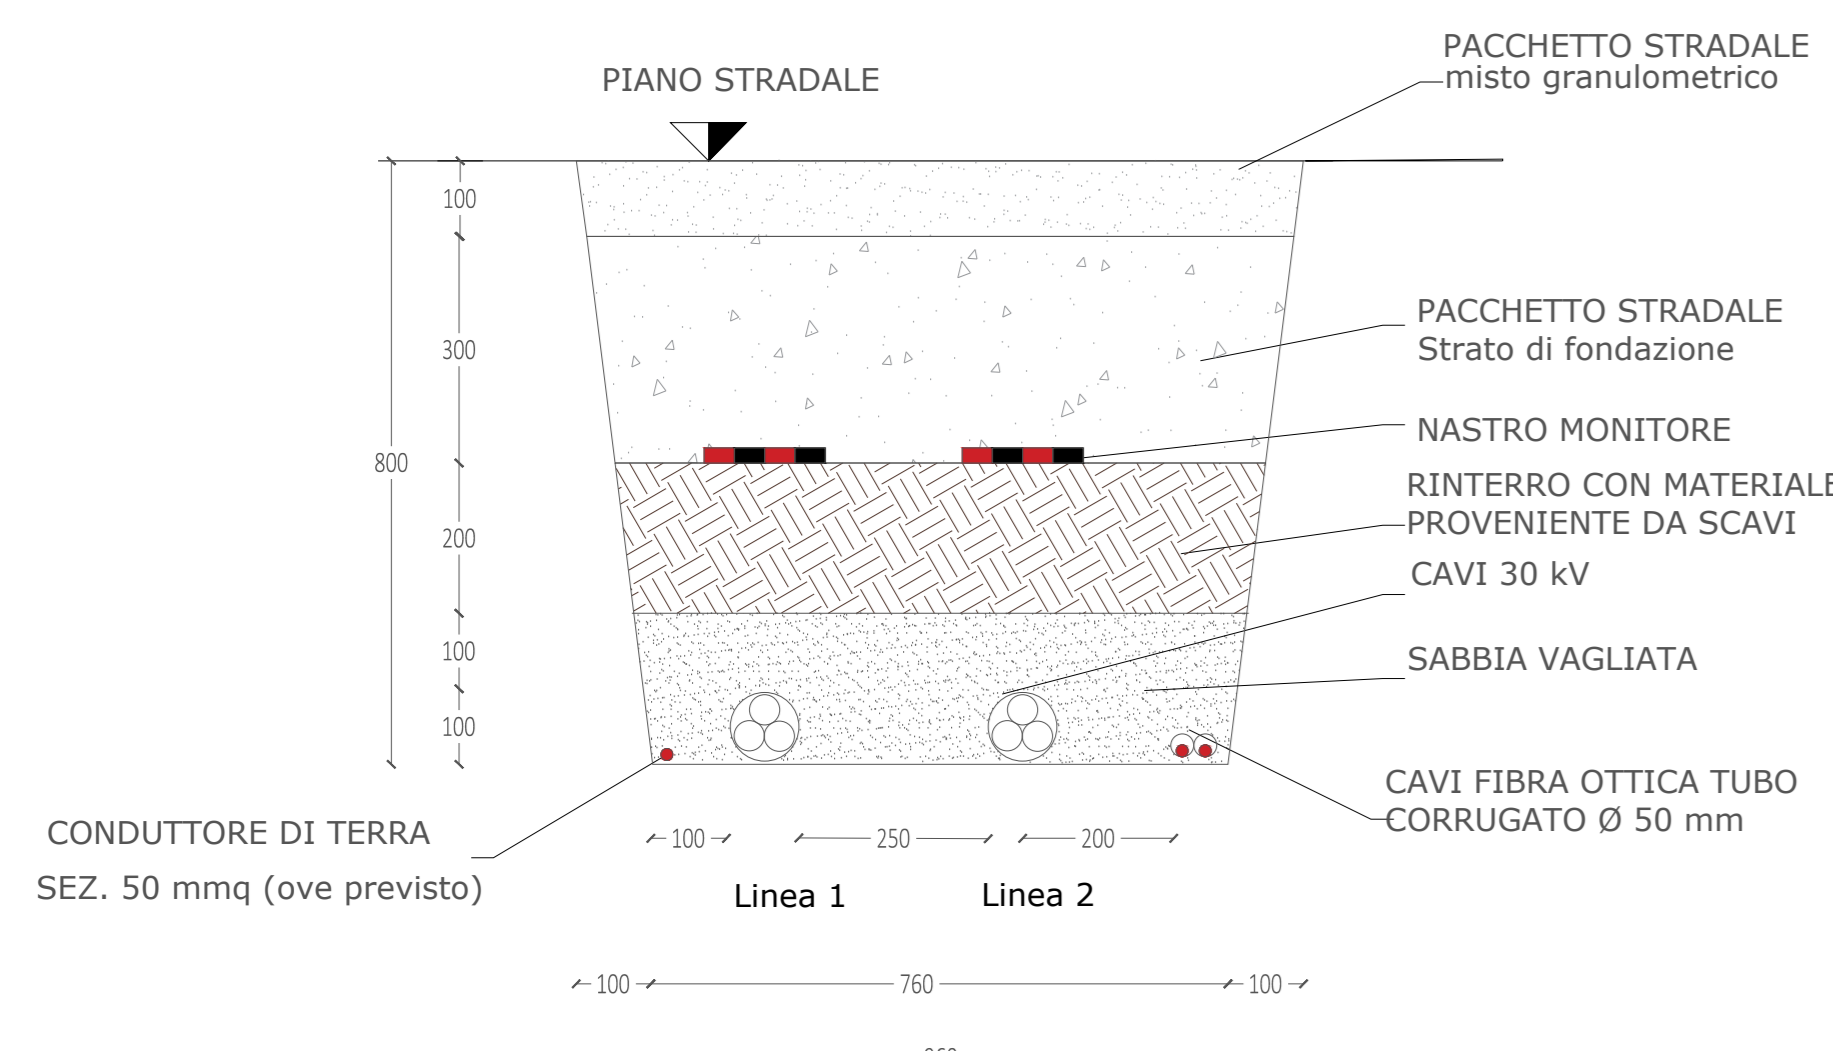 PACCHETTO STRADALE
misto granulometrico
PIANO STRADALE
100
300
PACCHETTO STRADALE
Strato di fondazione
NASTRO MONITORE
800
RINTERRO CON MATERIALE
PROVENIENTE DA SCAVI
200
CAVI 30 kV
100
SABBIA VAGLIATA
100
CAVI FIBRA OTTICA TUBO
CORRUGATO Ø 50 mm
CONDUTTORE DI TERRA
SEZ. 50 mmq (ove previsto)
100 250 200
Linea 1 Linea 2
100 760 100